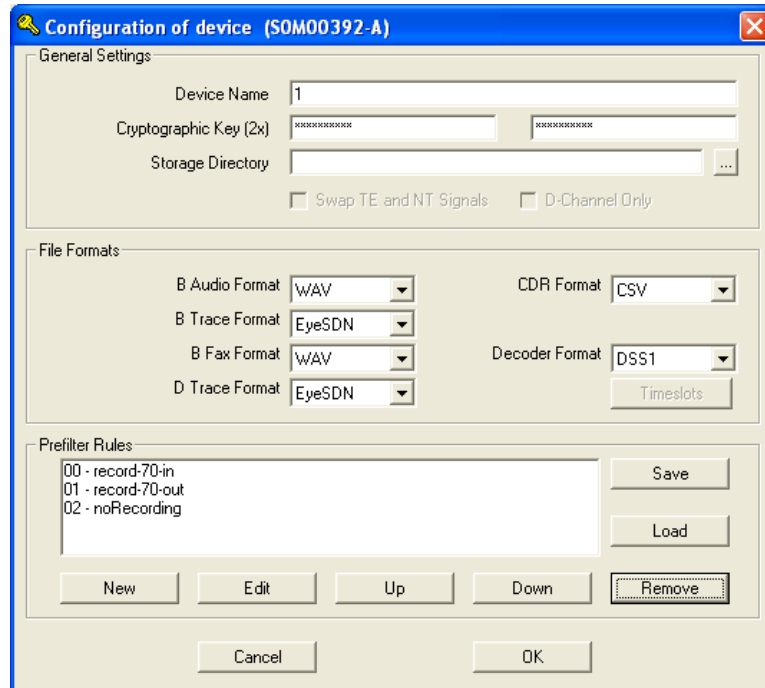 Configuration of device (S0M00392-A)
General Settings
Device Name 1
Cryptographic Key (2x) ********** **********
Storage Directory ...
Swap TE and NT Signals D-Channel Only
File Formats
B Audio Format WAV CDR Format CSV
B Trace Format EyeSDN
B Fax Format WAV Decoder Format DSS1
D Trace Format EyeSDN Timeslots
Prefilter Rules
00 - record-70-in Save
01 - record-70-out
02 - noRecording
Load
New Edit Up Down Remove
Cancel OK